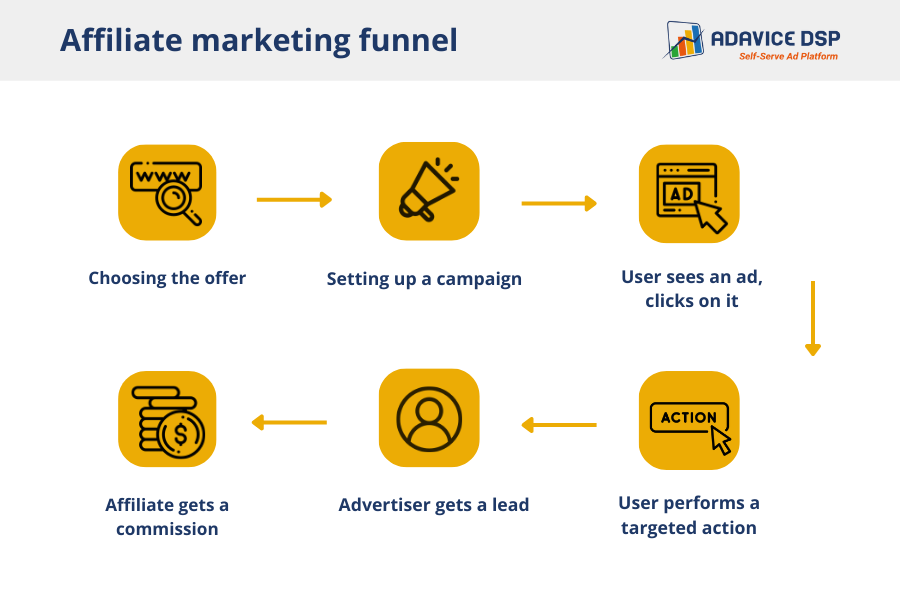 Affiliate marketing funnel
ADAVICE DSP
Self-Serve Ad Platform
WWW
AD
Choosing the offer
Setting up a campaign
User sees an ad,
clicks on it
ACTION
$
Affiliate gets a
commission
Advertiser gets a lead
User performs a
targeted action